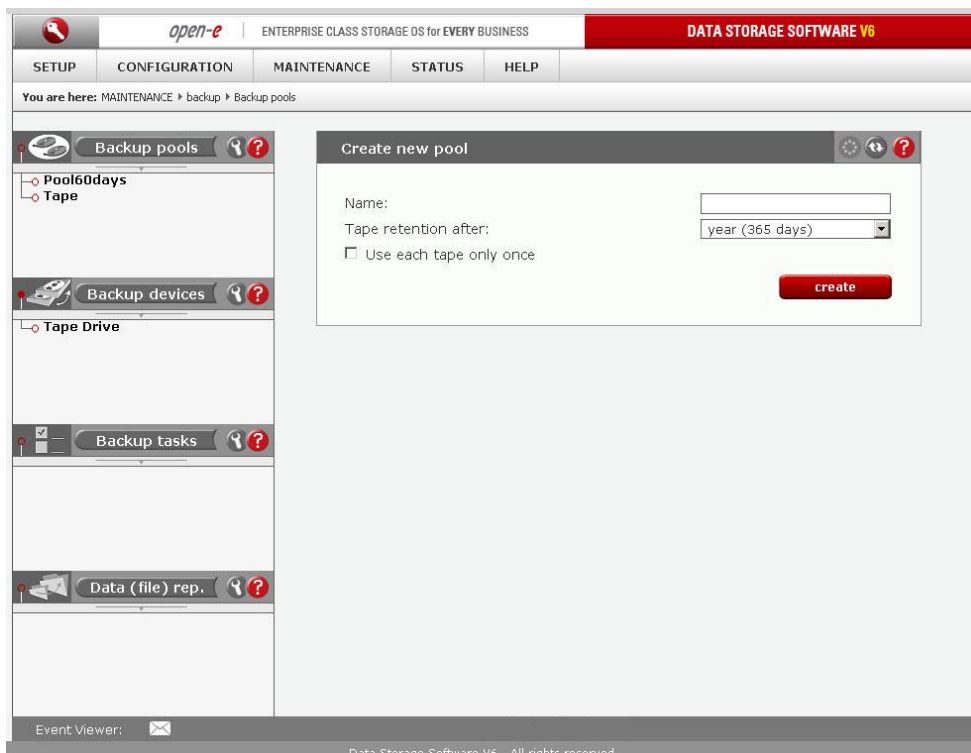 open-e ENTERPRISE CLASS STORAGE OS for EVERY BUSINESS DATA STORAGE SOFTWARE V6
SETUP CONFIGURATION MAINTENANCE STATUS HELP
You are here: MAINTENANCE backup Backup pools
Backup pools ?
Pool60days
Tape
Backup devices ?
Tape Drive
Backup tasks ?
Data (file) rep. ?
Create new pool ?
Name:
Tape retention after: year (365 days)
Use each tape only once
create
Event Viewer:
Data Storage Software V6 - All rights reserved